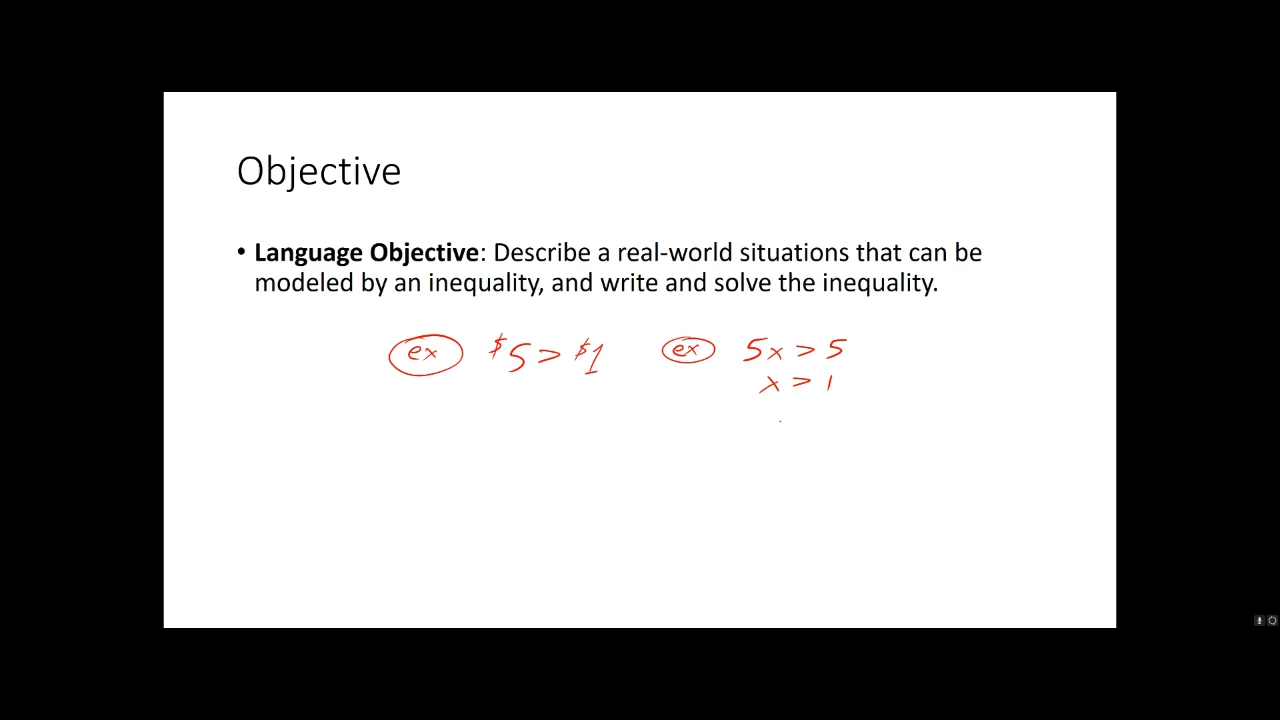 Objective
• Language Objective: Describe a real-world situations that can be
modeled by an inequality, and write and solve the inequality.
ex $5 > $1 ex 5x > 5
x > 1